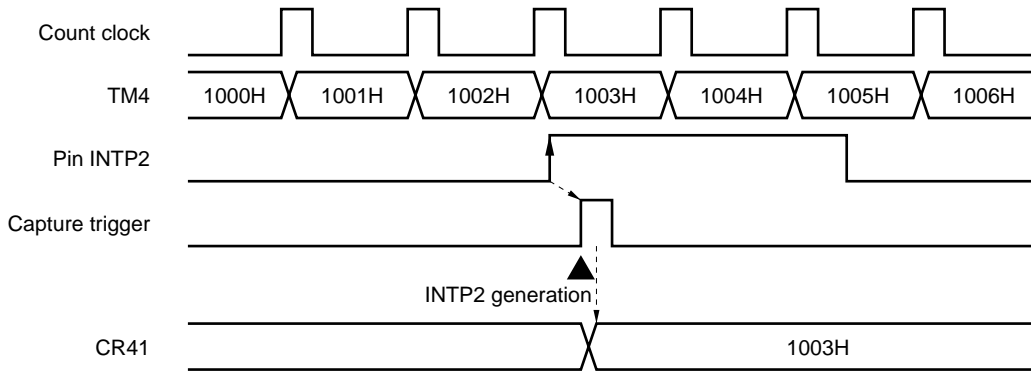 Count clock
TM4 1000H 1001H 1002H 1003H 1004H 1005H 1006H
Pin INTP2
Capture trigger
INTP2 generation
CR41 1003H